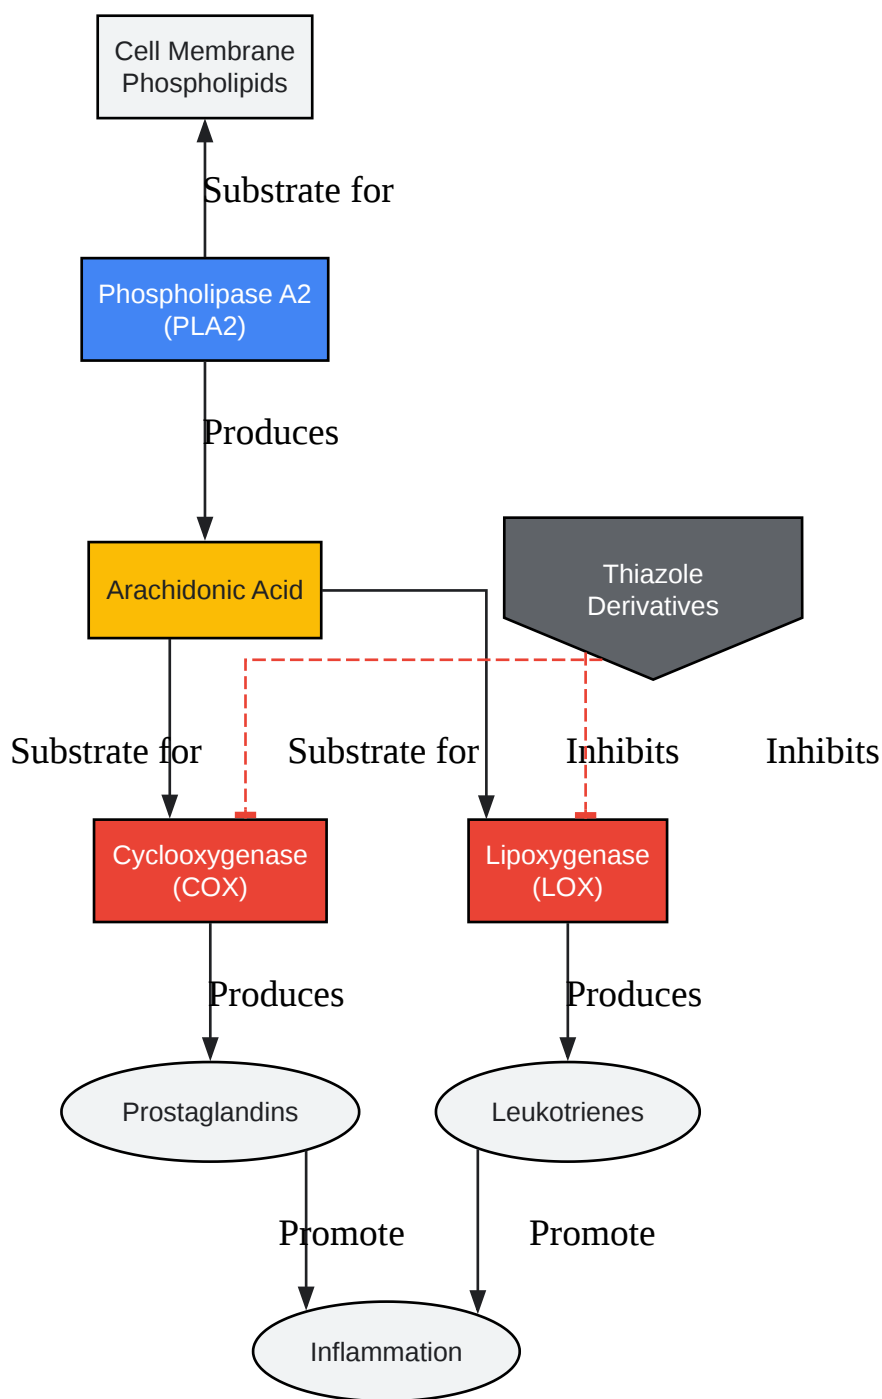 Cell Membrane
Phospholipids
Substrate for
Phospholipase A2
(PLA2)
Produces
Arachidonic Acid
Thiazole
Derivatives
Substrate for
Substrate for
Inhibits
Inhibits
Cyclooxygenase
(COX)
Lipoxygenase
(LOX)
Produces
Produces
Prostaglandins
Leukotrienes
Promote
Promote
Inflammation